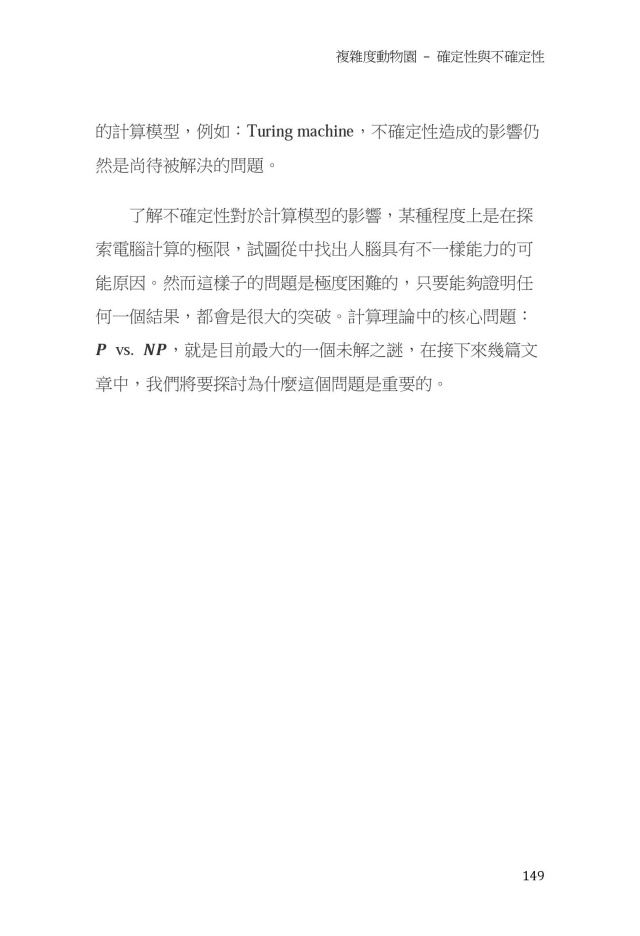 複雜度動物園 – 確定性與不確定性
的計算模型，例如：Turing machine，不確定性造成的影響仍
然是尚待被解決的問題。
了解不確定性對於計算模型的影響，某種程度上是在探
索電腦計算的極限，試圖從中找出人腦具有不一樣能力的可
能原因。然而這樣子的問題是極度困難的，只要能夠證明任
何一個結果，都會是很大的突破。計算理論中的核心問題：
P vs. NP，就是目前最大的一個未解之謎，在接下來幾篇文
章中，我們將要探討為什麼這個問題是重要的。
149